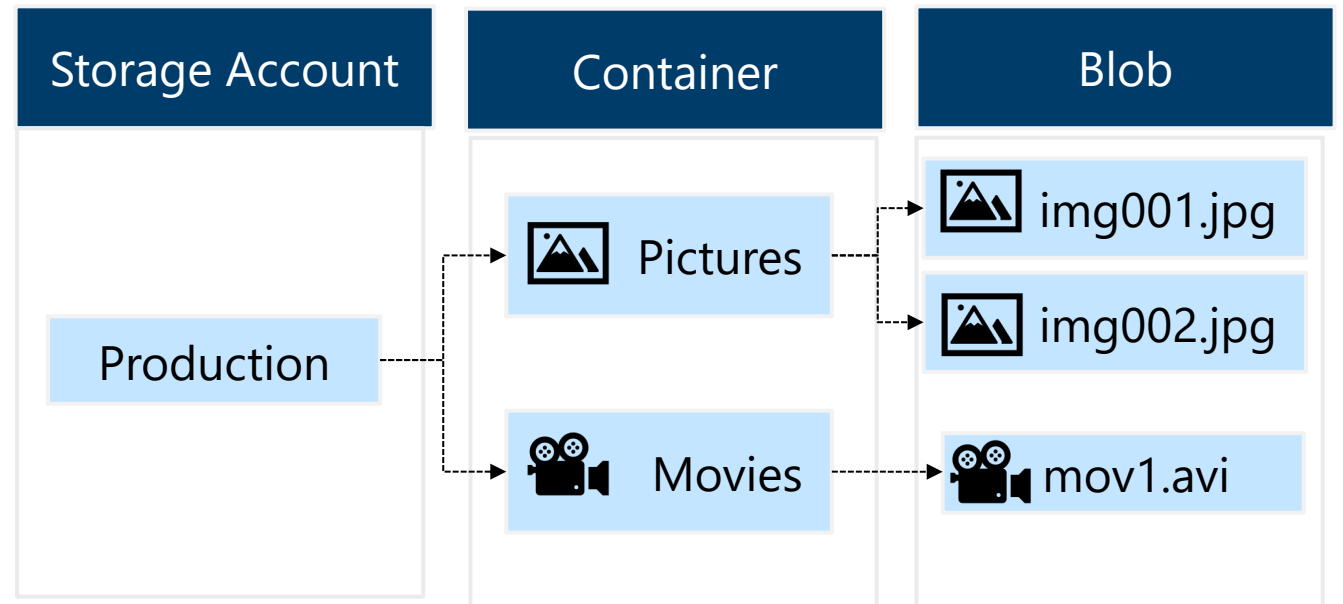 Storage Account
Container
Blob
Production
Pictures
Movies
img001.jpg
img002.jpg
mov1.avi